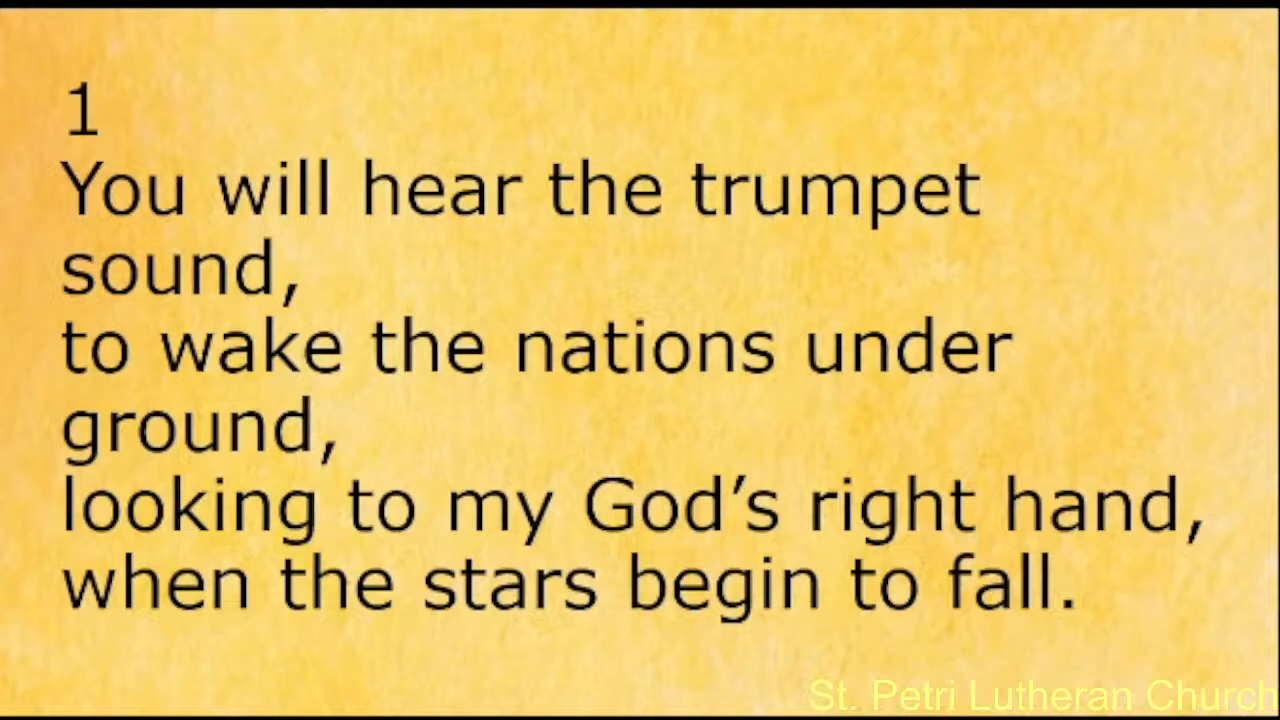 1
You will hear the trumpet
sound,
to wake the nations under
ground,
looking to my God’s right hand,
when the stars begin to fall.
St. Petri Lutheran Church